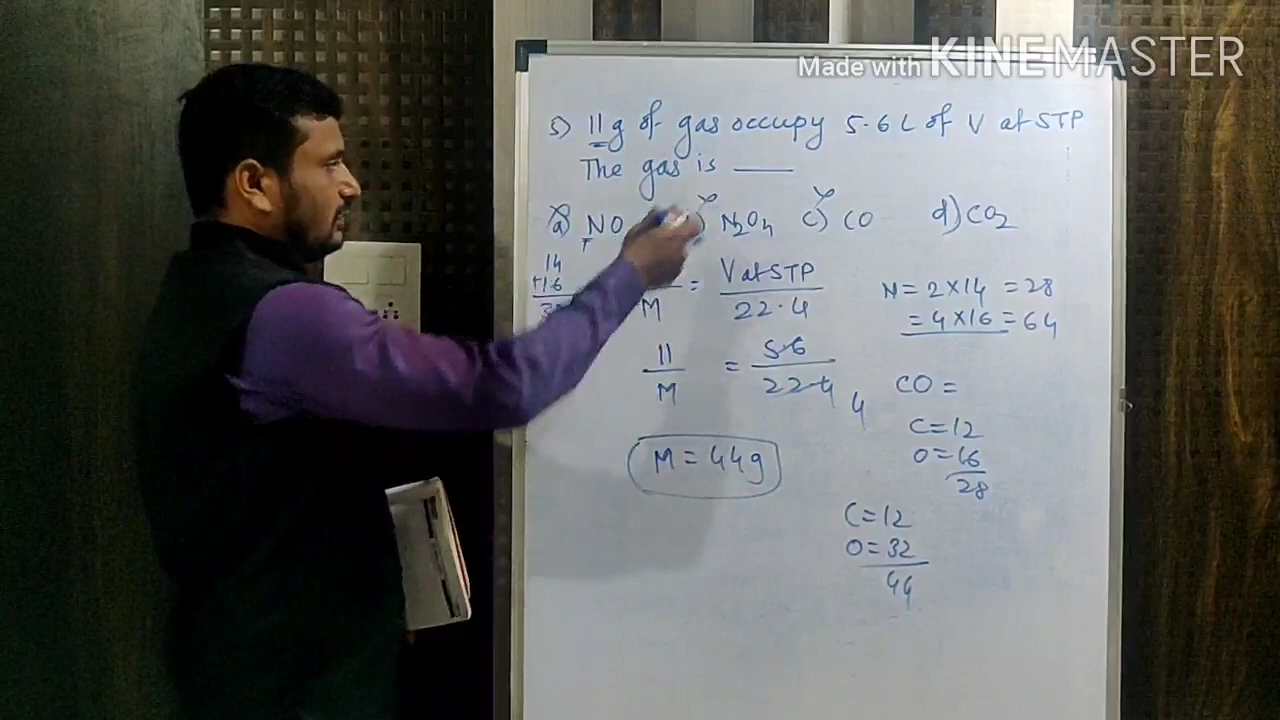 Made with KINEMASTER
5) 11g of gas occupy 5.6 L of V at STP
The gas is ——
a) NO b) N2O4 c) CO d) CO2
14
+16
3
M = V at STP / 22.4
11 / M = 5.6 / 22.4 4
M = 44g
N = 2×14 = 28
= 4×16 = 64
CO =
C = 12
O = 16
28
C = 12
O = 32
44